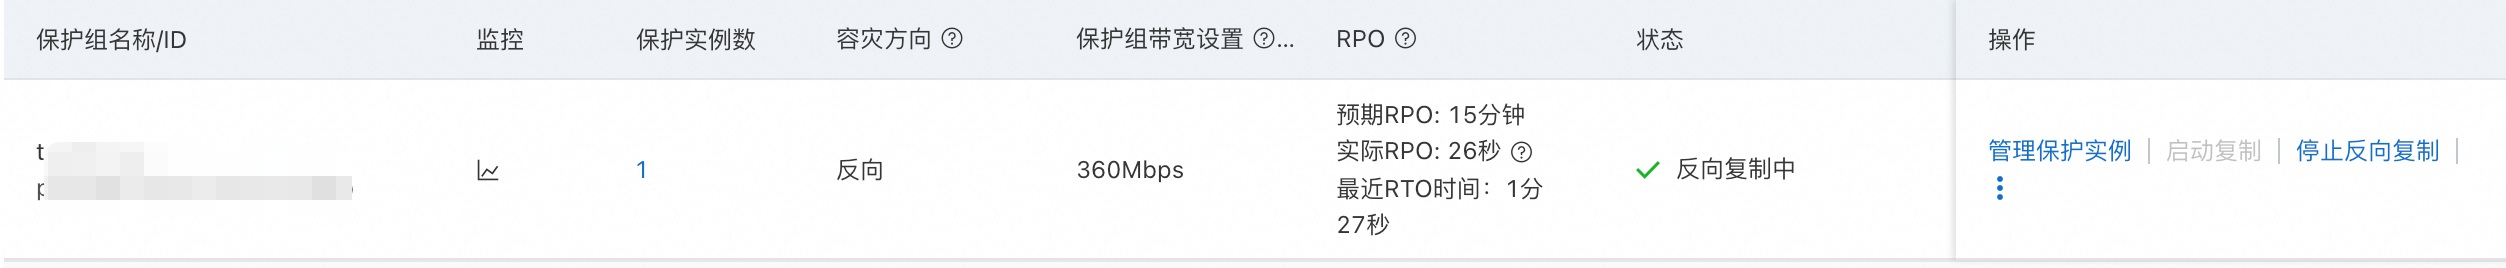 保护组名称/ID 监控 保护实例数 容灾方向 保护组带宽设置 ... RPO 状态 操作
t
1 反向 360Mbps
预期RPO: 15分钟
实际RPO: 26秒
最近RTO时间：1分
27秒
反向复制中
管理保护实例 | 启动复制 | 停止反向复制 |